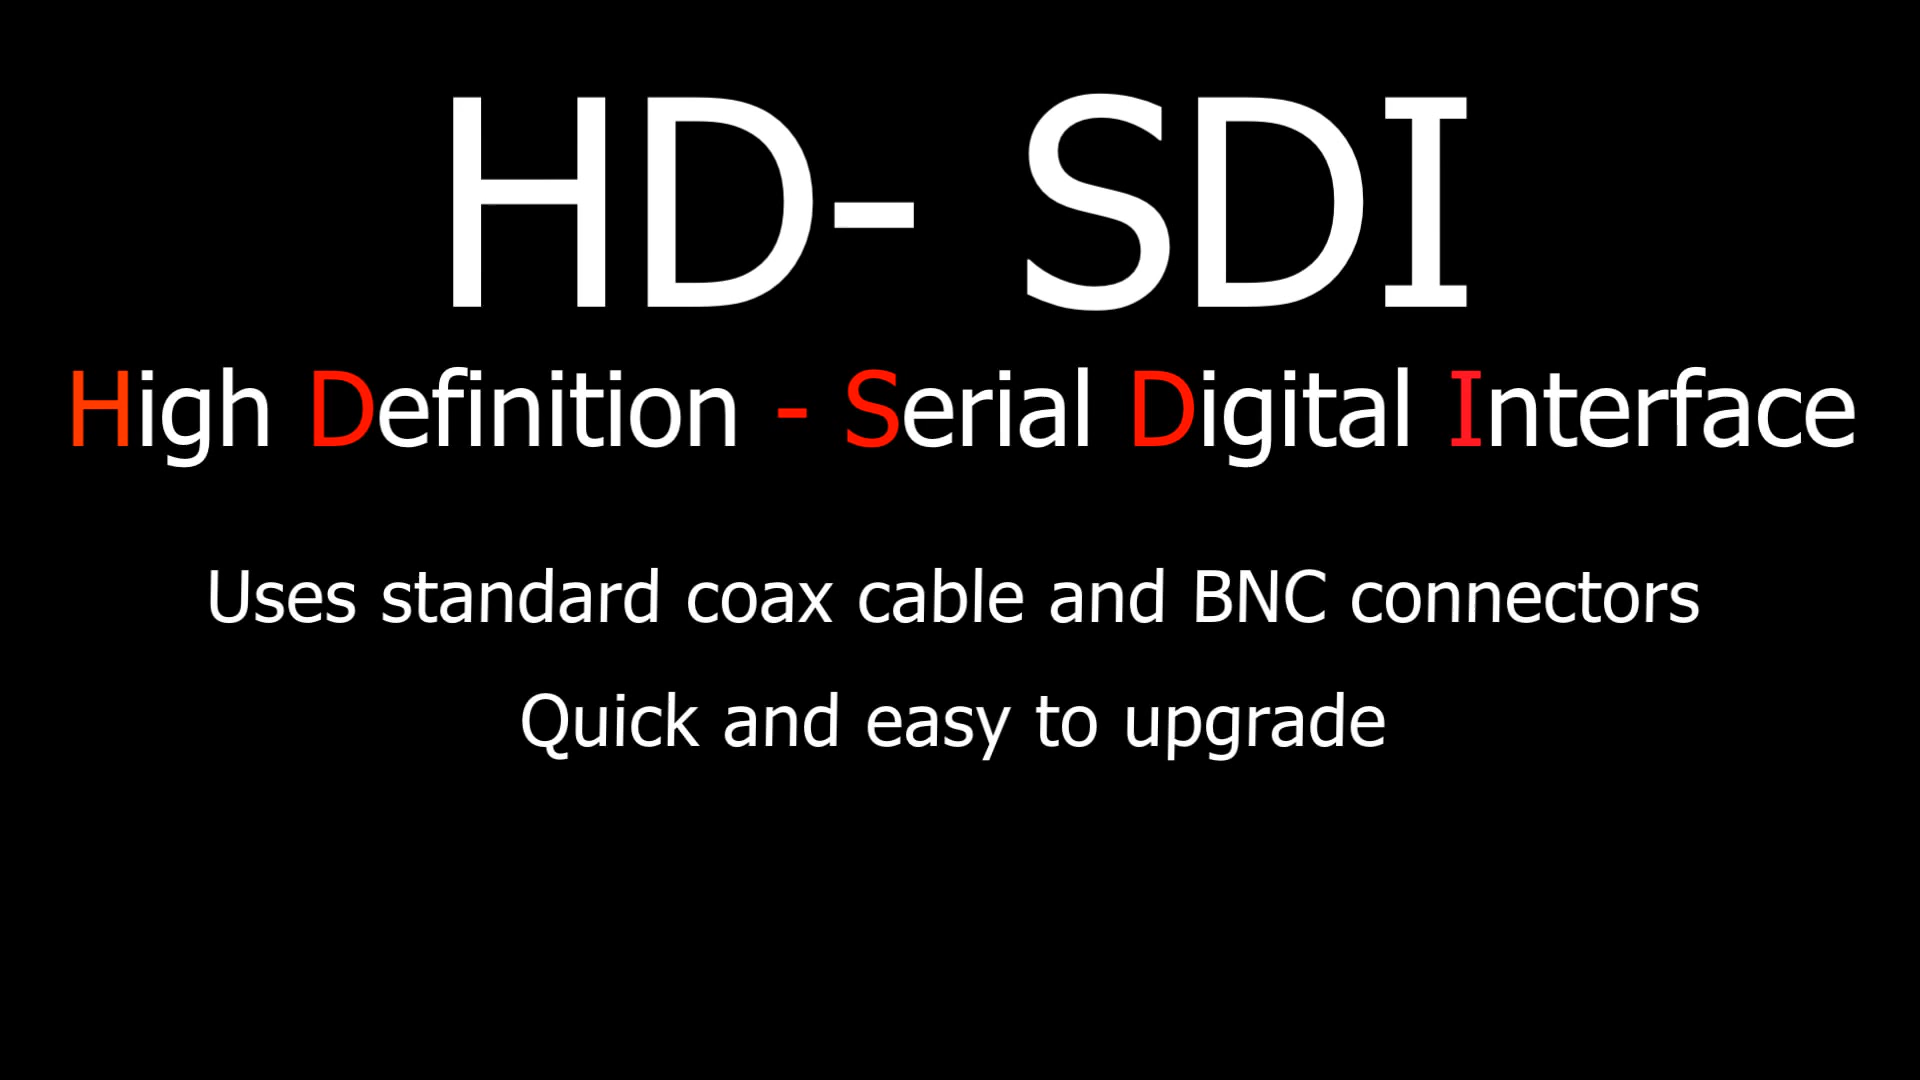 HD- SDI
High Definition - Serial Digital Interface
Uses standard coax cable and BNC connectors
Quick and easy to upgrade